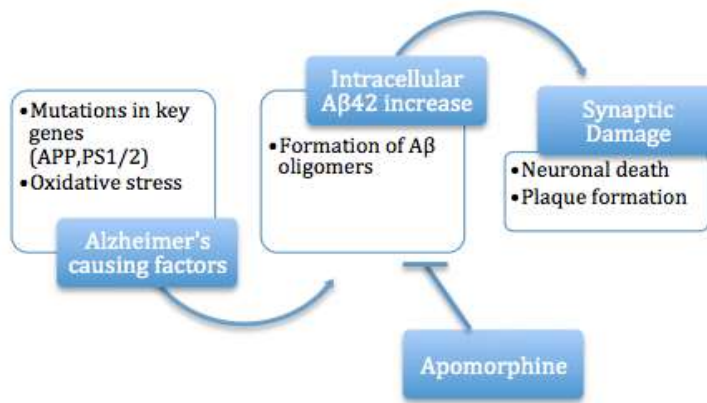 •Mutations in key
genes
(APP,PS1/2)
•Oxidative stress
Alzheimer's
causing factors
Intracellular
Aβ42 increase
•Formation of Aβ
oligomers
Synaptic
Damage
•Neuronal death
•Plaque formation
Apomorphine